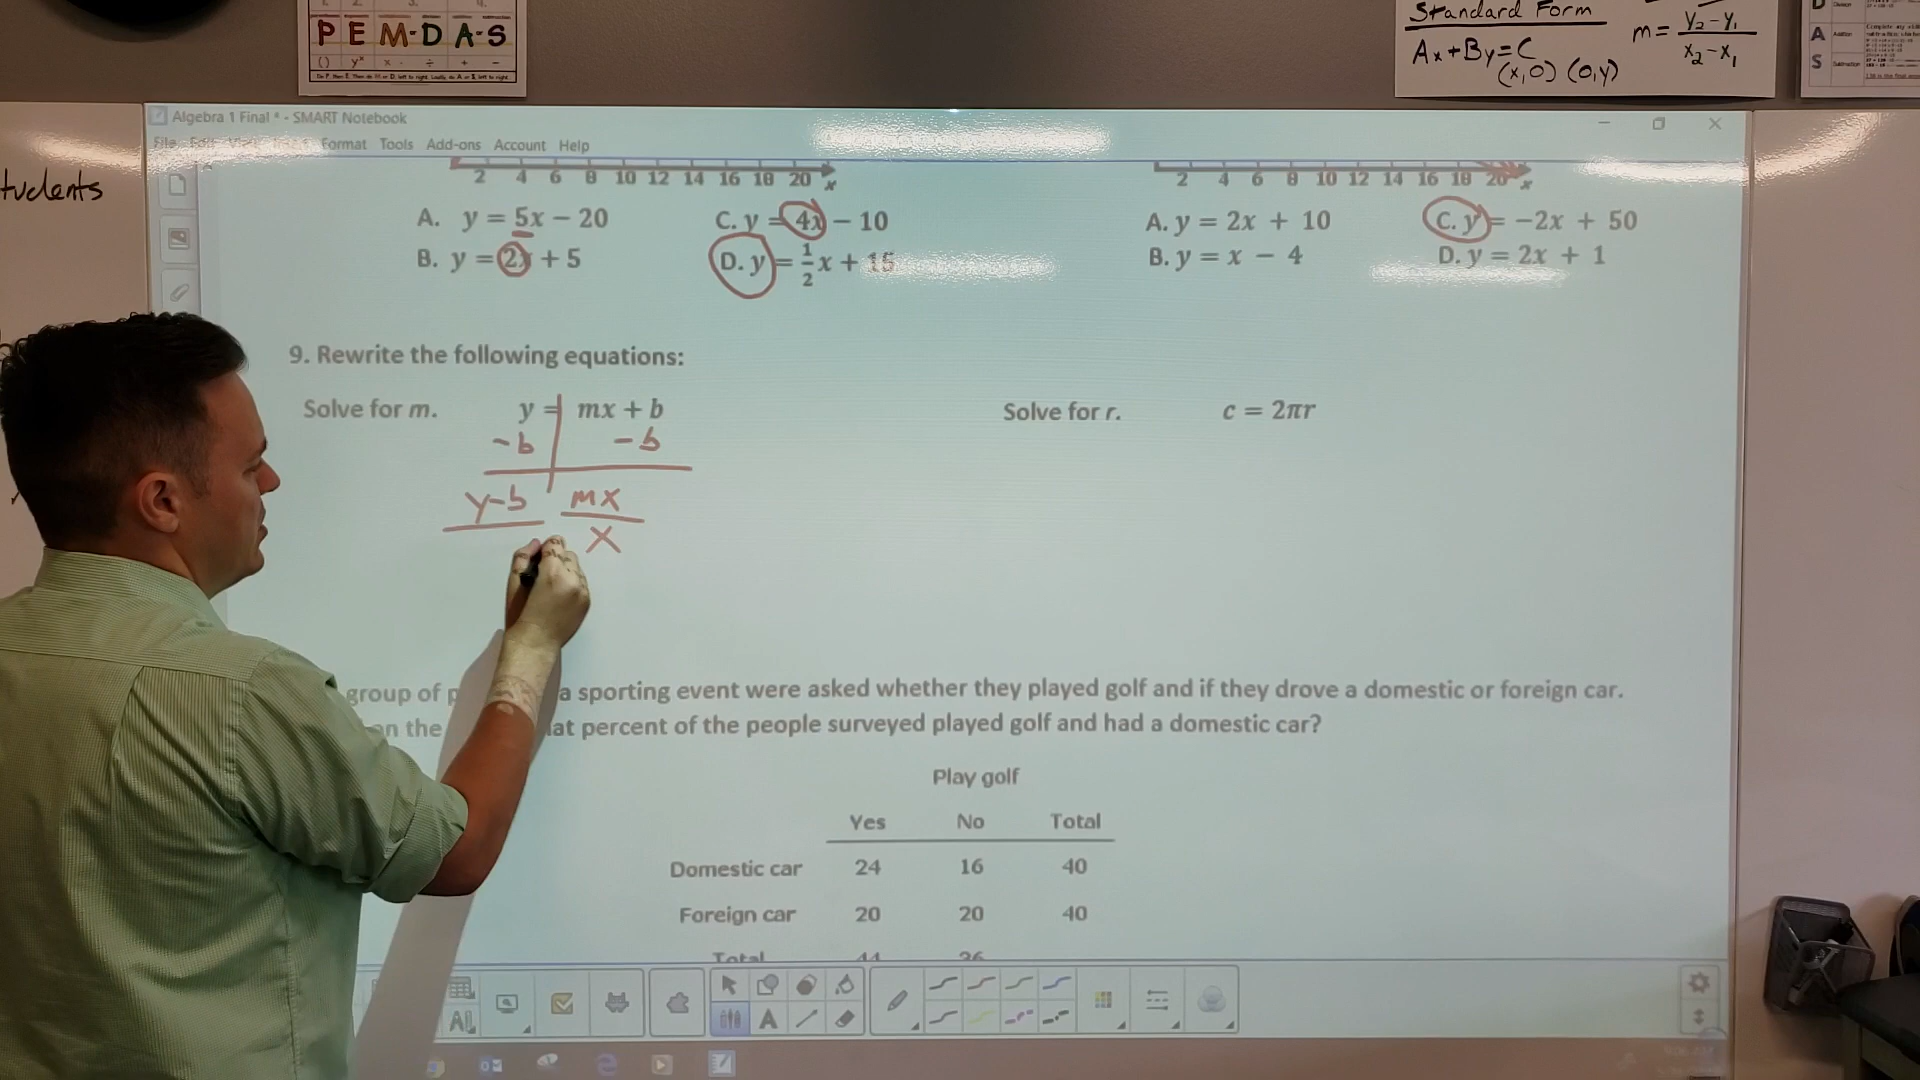 P E M-D A-S
() yˣ x · ÷ + −
Standard Form
Ax+By=C
(x,0) (0,y)
m = y₂-y₁ / x₂-x₁
D
A Addition
S Subtraction
tudents
Algebra 1 Final * - SMART Notebook
File Edit Format Tools Add-ons Account Help
2 4 6 8 10 12 14 16 18 20 x
2 4 6 8 10 12 14 16 18 20 x
A. y = 5x − 20
C. y = 4x − 10
B. y = 2x + 5
D. y = 1/2 x + 15
A. y = 2x + 10
C. y = −2x + 50
B. y = x − 4
D. y = 2x + 1
9. Rewrite the following equations:
Solve for m. y = mx + b
-b -b
y-b mx
x
Solve for r. c = 2πr
group of a sporting event were asked whether they played golf and if they drove a domestic or foreign car.
on the at percent of the people surveyed played golf and had a domestic car?
Play golf
Yes No Total
Domestic car 24 16 40
Foreign car 20 20 40
Total 44 36